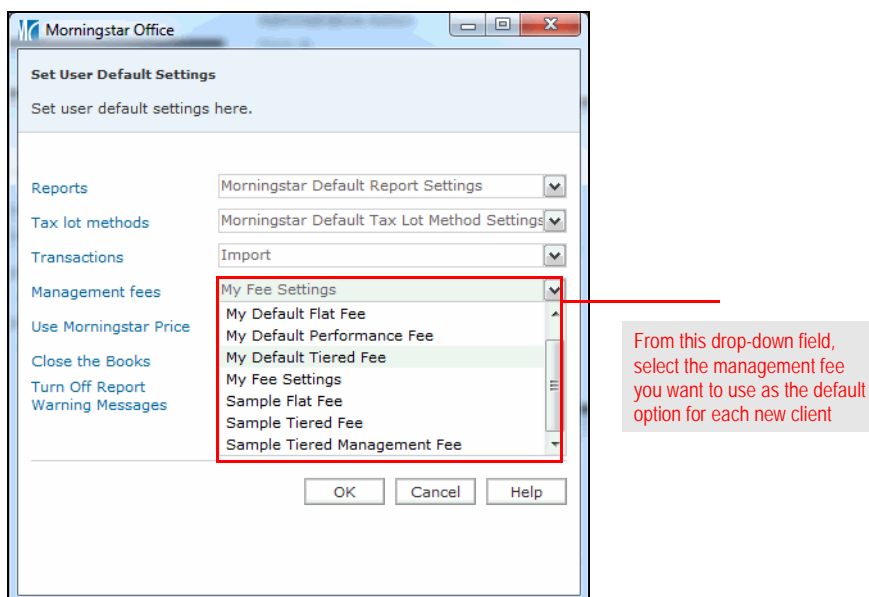 Morningstar Office
Set User Default Settings
Set user default settings here.
Reports
Morningstar Default Report Settings
Tax lot methods
Morningstar Default Tax Lot Method Settings
Transactions
Import
Management fees
My Fee Settings
My Default Flat Fee
My Default Performance Fee
My Default Tiered Fee
My Fee Settings
Sample Flat Fee
Sample Tiered Fee
Sample Tiered Management Fee
Use Morningstar Price
Close the Books
Turn Off Report
Warning Messages
OK
Cancel
Help
From this drop-down field,
select the management fee
you want to use as the default
option for each new client